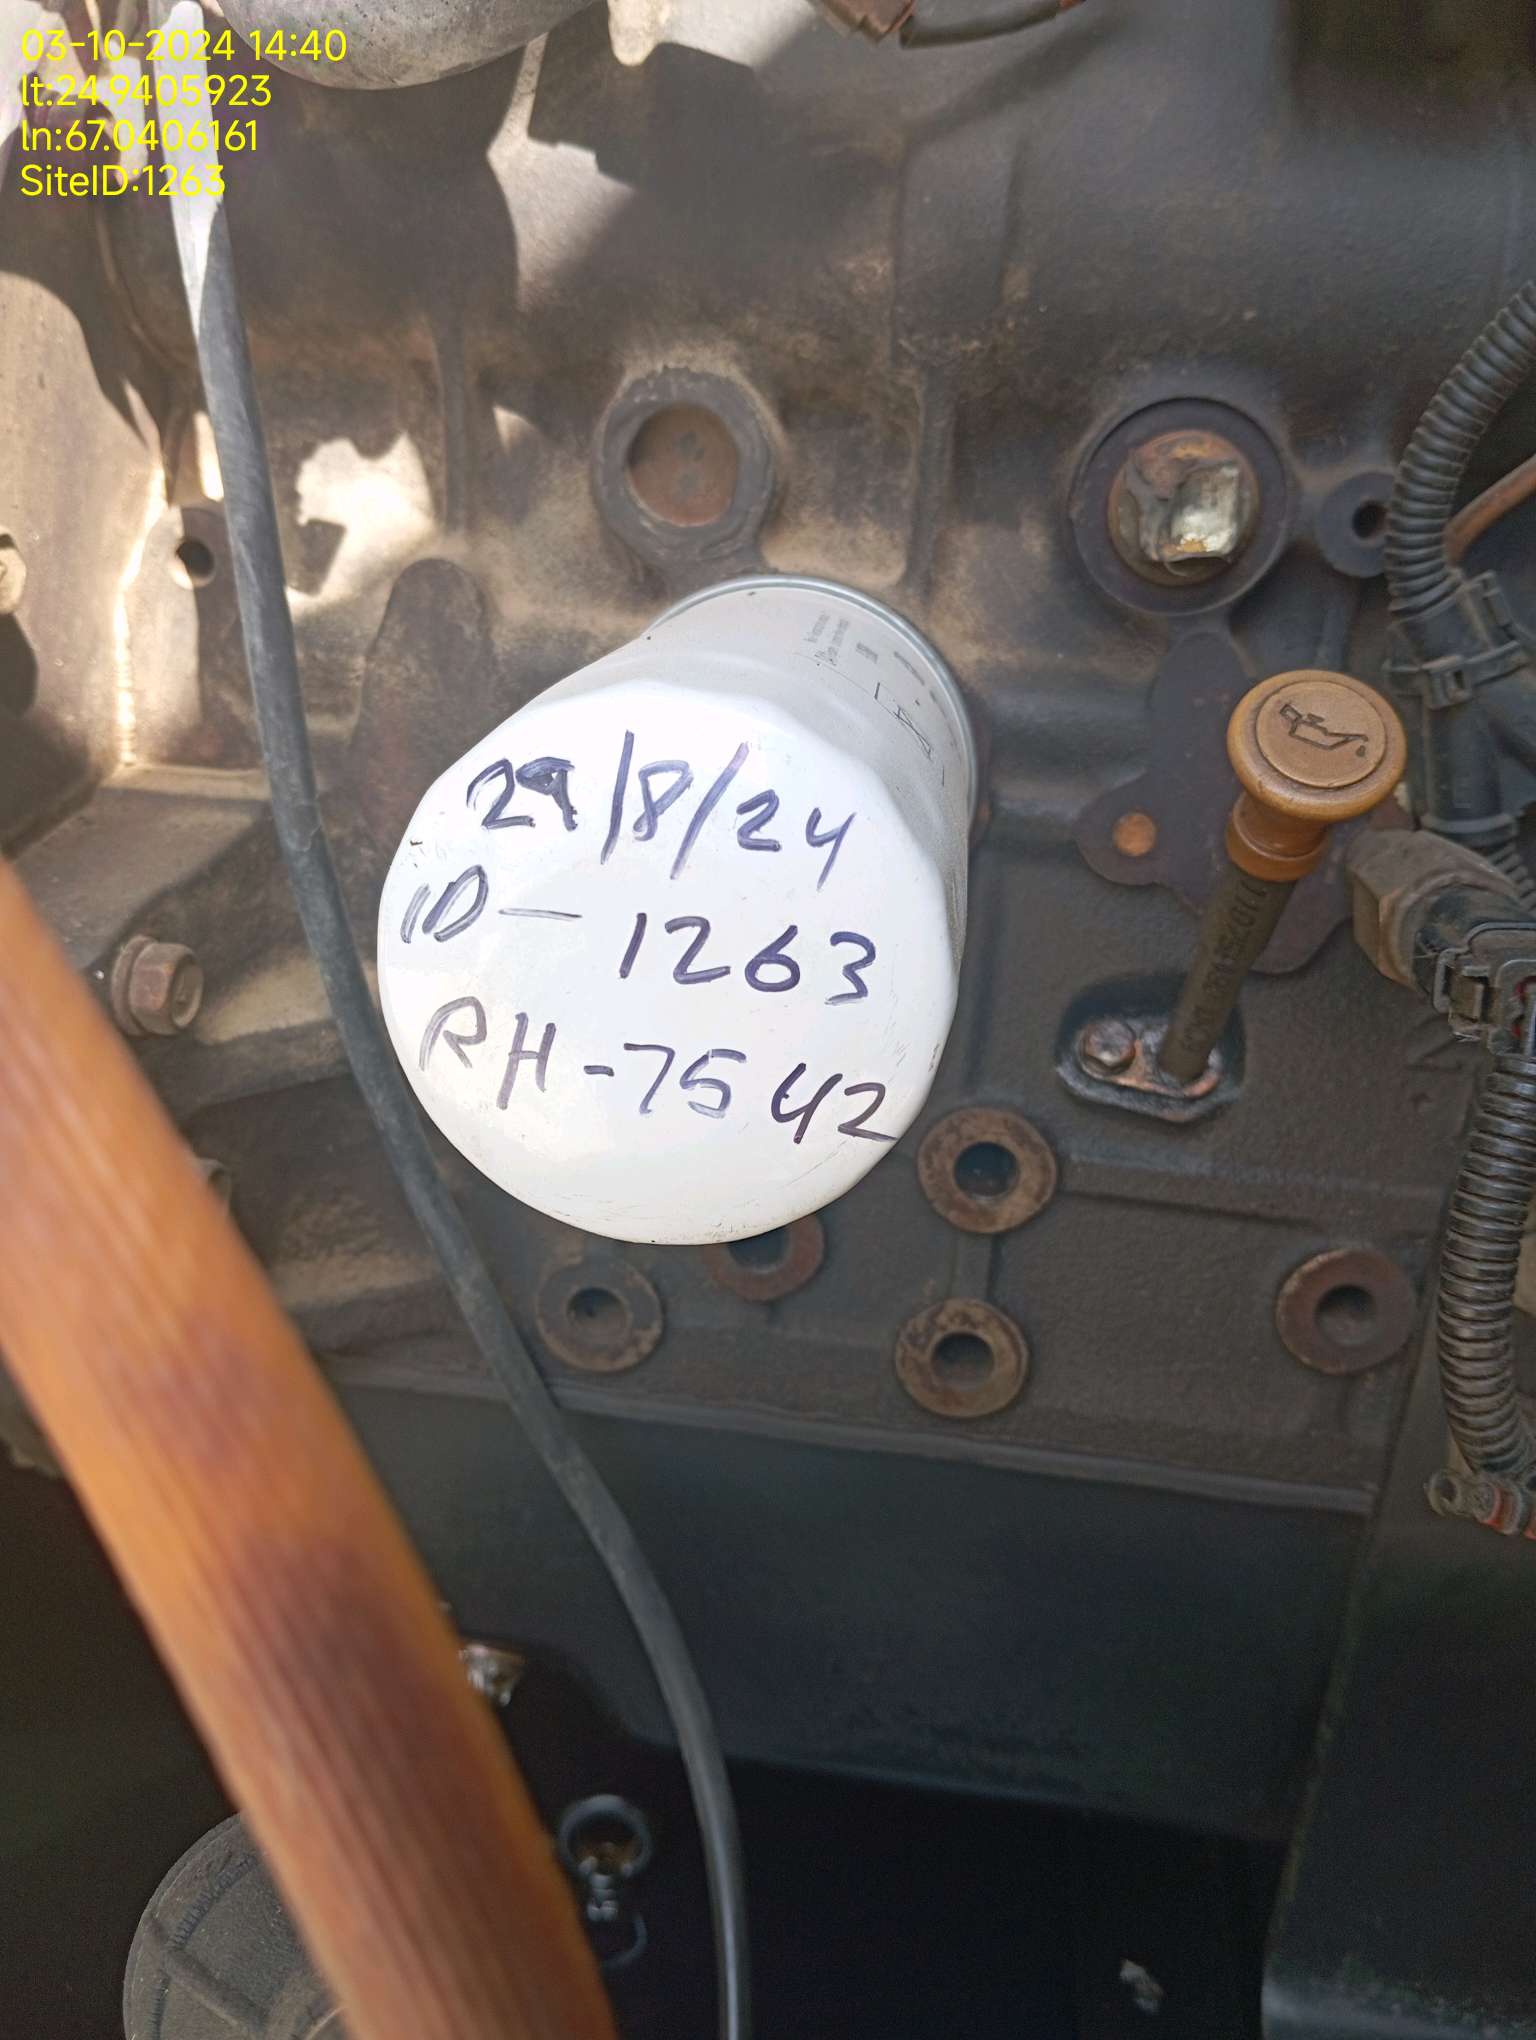 03-10-2024 14:40
lt:24.9405923
ln:67.0406161
SiteID:1263
29/8/24
ID - 1263
RH - 7542